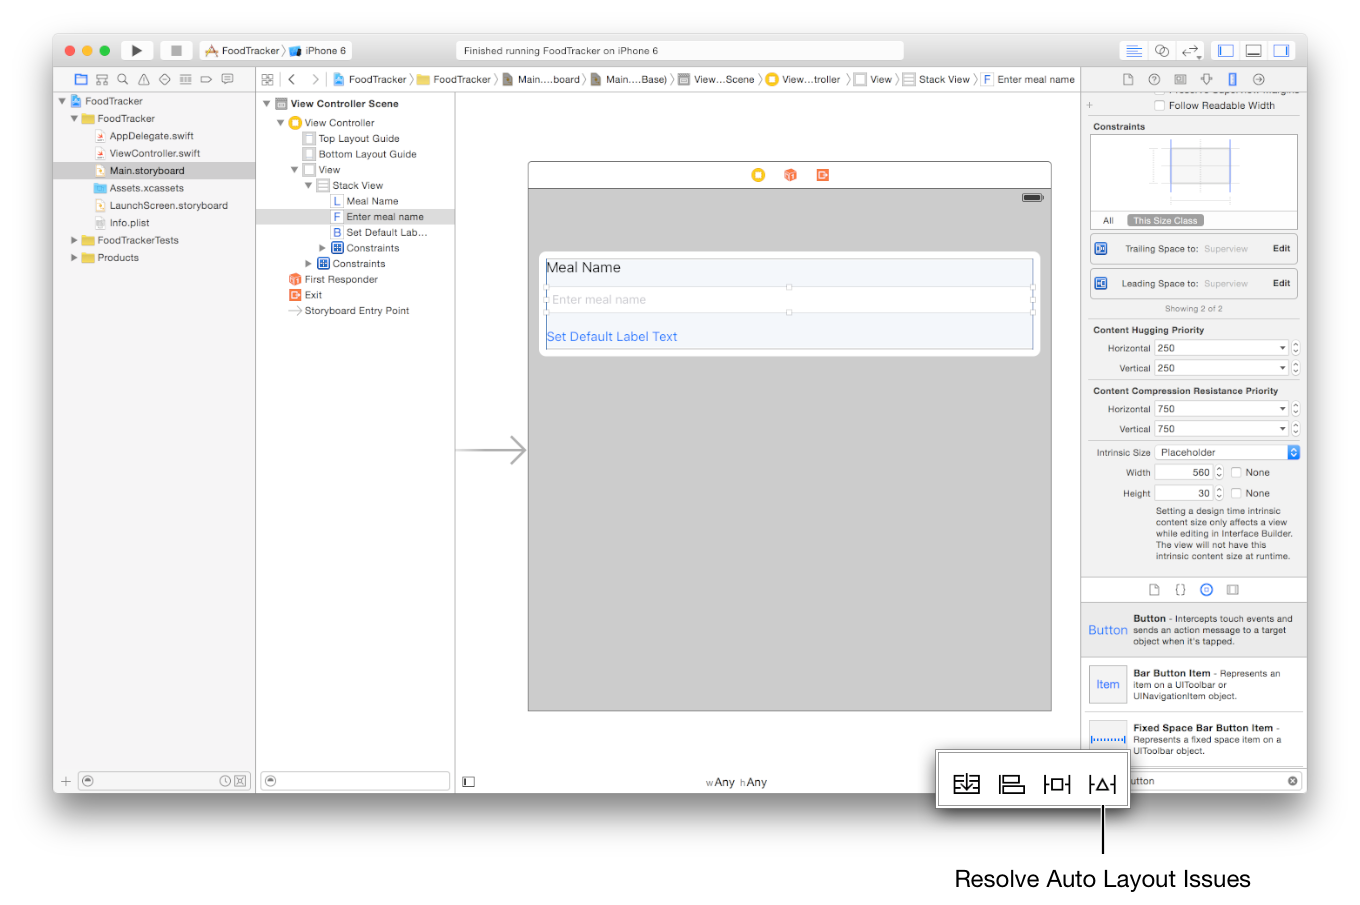 FoodTracker
iPhone 6
Finished running FoodTracker on iPhone 6
FoodTracker
FoodTracker
Main....board
Main....Base)
View...Scene
View...troller
View
Stack View
F Enter meal name
FoodTracker
FoodTracker
AppDelegate.swift
ViewController.swift
Main.storyboard
Assets.xcassets
LaunchScreen.storyboard
Info.plist
FoodTrackerTests
Products
View Controller Scene
View Controller
Top Layout Guide
Bottom Layout Guide
View
Stack View
L Meal Name
F Enter meal name
B Set Default Lab...
Constraints
Constraints
First Responder
Exit
Storyboard Entry Point
Meal Name
Enter meal name
Set Default Label Text
wAny hAny
Follow Readable Width
Constraints
All This Size Class
Trailing Space to: Superview Edit
Leading Space to: Superview Edit
Showing 2 of 2
Content Hugging Priority
Horizontal 250
Vertical 250
Content Compression Resistance Priority
Horizontal 750
Vertical 750
Intrinsic Size Placeholder
Width 560 None
Height 30 None
Setting a design time intrinsic
content size only affects a view
while editing in Interface Builder.
The view will not have this
intrinsic content size at runtime.
Button
Button - Intercepts touch events and
sends an action message to a target
object when it's tapped.
Item
Bar Button Item - Represents an
item on a UIToolbar or
UINavigationItem object.
Fixed Space Bar Button Item -
Represents a fixed space item on a
UIToolbar object.
utton
Resolve Auto Layout Issues